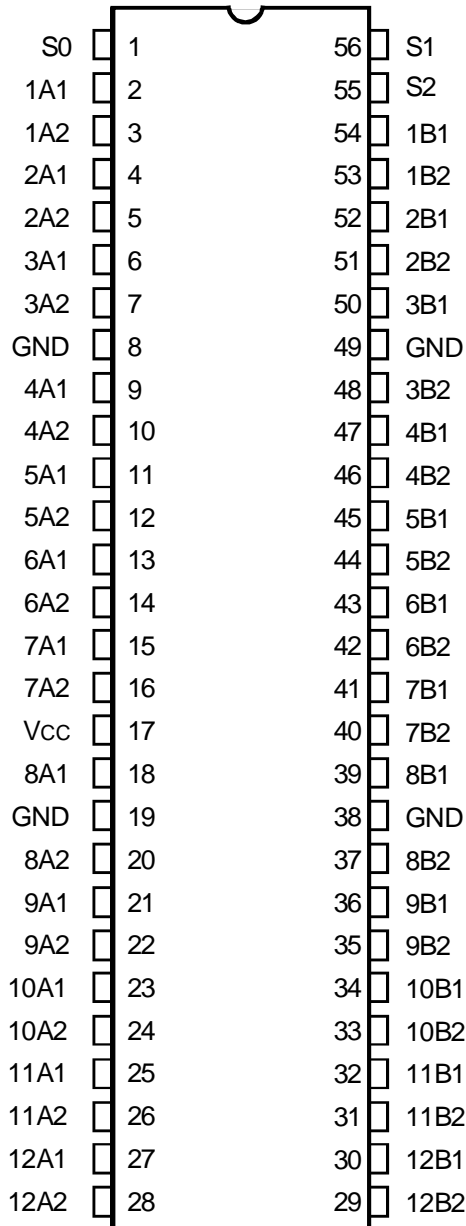 S0 1 56 S1
1A1 2 55 S2
1A2 3 54 1B1
2A1 4 53 1B2
2A2 5 52 2B1
3A1 6 51 2B2
3A2 7 50 3B1
GND 8 49 GND
4A1 9 48 3B2
4A2 10 47 4B1
5A1 11 46 4B2
5A2 12 45 5B1
6A1 13 44 5B2
6A2 14 43 6B1
7A1 15 42 6B2
7A2 16 41 7B1
VCC 17 40 7B2
8A1 18 39 8B1
GND 19 38 GND
8A2 20 37 8B2
9A1 21 36 9B1
9A2 22 35 9B2
10A1 23 34 10B1
10A2 24 33 10B2
11A1 25 32 11B1
11A2 26 31 11B2
12A1 27 30 12B1
12A2 28 29 12B2